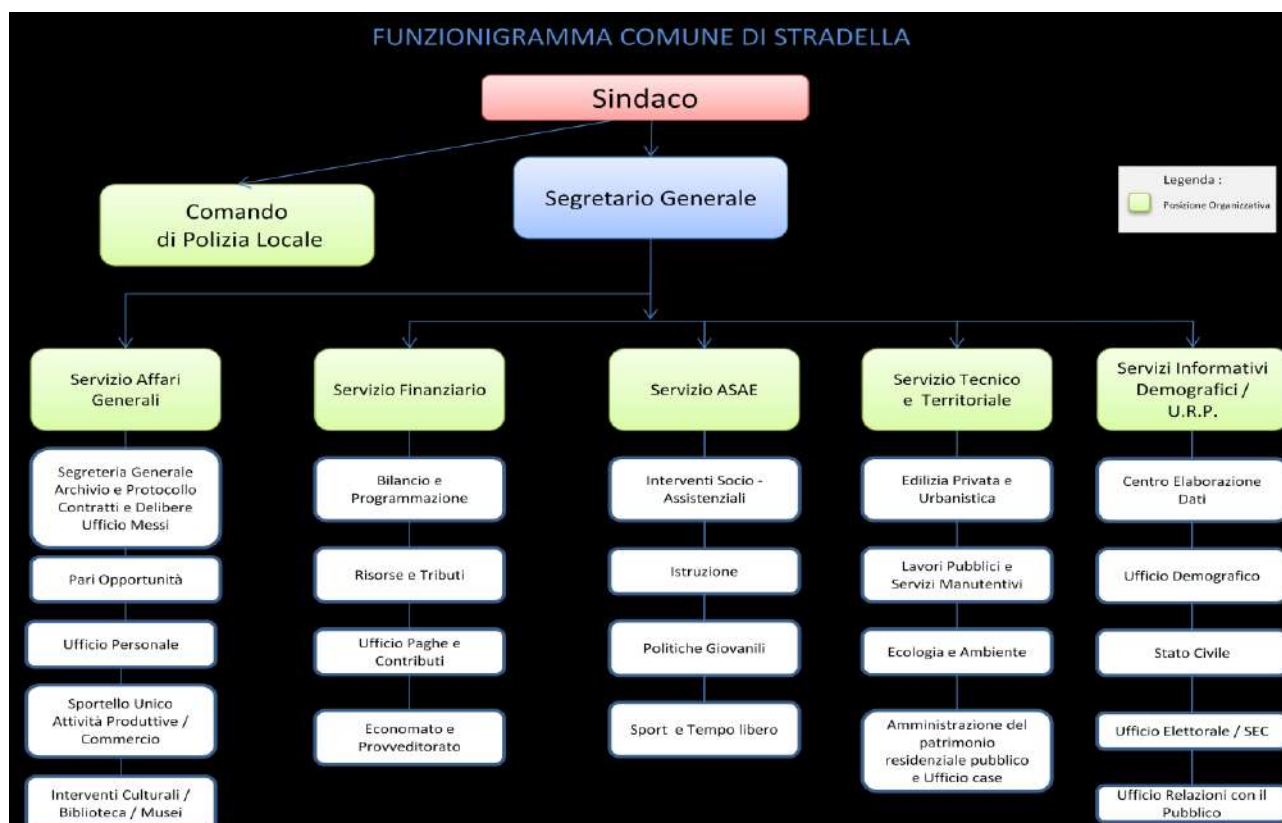 FUNZIONIGRAMMA COMUNE DI STRADELLA
Sindaco
Segretario Generale
Comando
di Polizia Locale
Legenda :
Posizione Organizzativa
Servizio Affari
Generali
Servizio Finanziario
Servizio ASAE
Servizio Tecnico
e Territoriale
Servizi Informativi
Demografici /
U.R.P.
Segreteria Generale
Archivio e Protocollo
Contratti e Delibere
Ufficio Messi
Bilancio e
Programmazione
Interventi Socio -
Assistenziali
Edilizia Privata e
Urbanistica
Centro Elaborazione
Dati
Pari Opportunità
Risorse e Tributi
Istruzione
Lavori Pubblici e
Servizi Manutentivi
Ufficio Demografico
Ufficio Personale
Ufficio Paghe e
Contributi
Politiche Giovanili
Ecologia e Ambiente
Stato Civile
Sportello Unico
Attività Produttive /
Commercio
Economato e
Provveditorato
Sport e Tempo libero
Amministrazione del
patrimonio
residenziale pubblico
e Ufficio case
Ufficio Elettorale / SEC
Interventi Culturali /
Biblioteca / Musei
Ufficio Relazioni con il
Pubblico